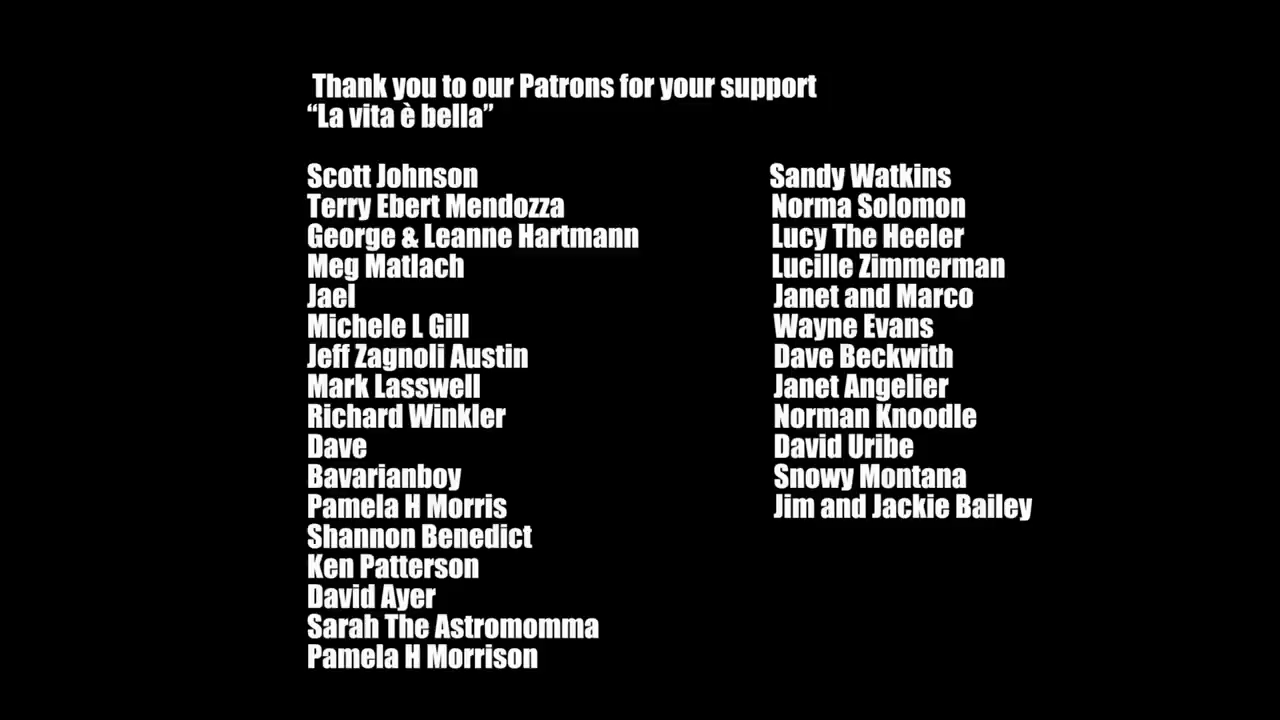 Thank you to our Patrons for your support
“La vita è bella”
Scott Johnson
Terry Ebert Mendozza
George & Leanne Hartmann
Meg Matlach
Jael
Michele L Gill
Jeff Zagnoli Austin
Mark Lasswell
Richard Winkler
Dave
Bavarianboy
Pamela H Morris
Shannon Benedict
Ken Patterson
David Ayer
Sarah The Astromomma
Pamela H Morrison
Sandy Watkins
Norma Solomon
Lucy The Heeler
Lucille Zimmerman
Janet and Marco
Wayne Evans
Dave Beckwith
Janet Angelier
Norman Knoodle
David Uribe
Snowy Montana
Jim and Jackie Bailey